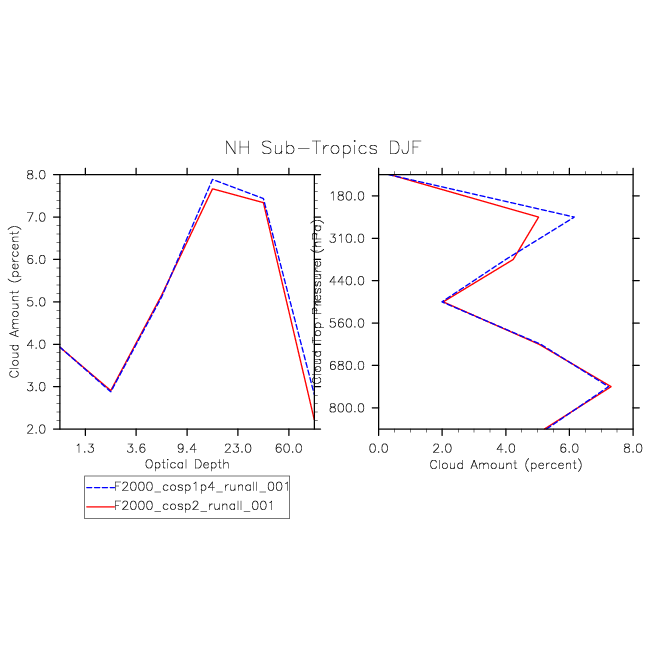 NH Sub-Tropics DJF
8.0
7.0
6.0
5.0
4.0
3.0
2.0
Cloud Amount (percent)
1.3 3.6 9.4 23.0 60.0
Optical Depth
Cloud Top Pressure (hPa)
180.0
310.0
440.0
560.0
680.0
800.0
0.0 2.0 4.0 6.0 8.0
Cloud Amount (percent)
F2000_cosp1p4_runall_001
F2000_cosp2_runall_001